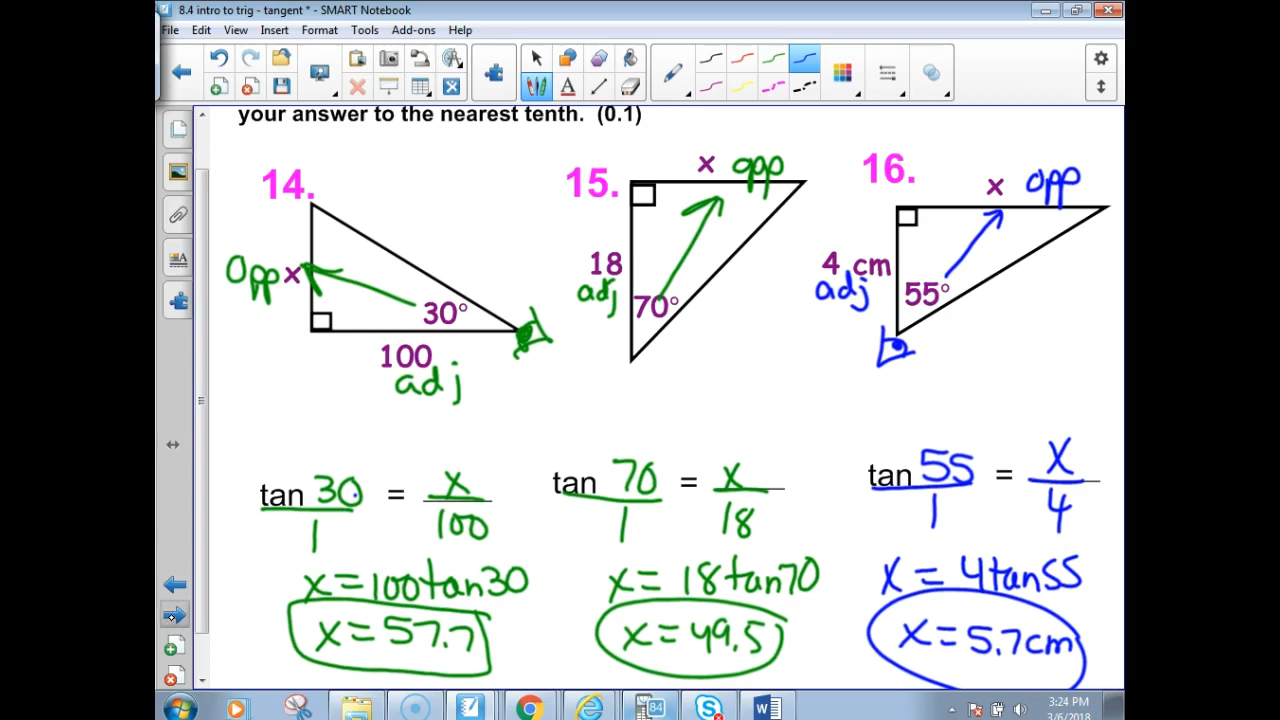 8.4 intro to trig - tangent * - SMART Notebook
File Edit View Insert Format Tools Add-ons Help
your answer to the nearest tenth. (0.1)
14.
opp x
30°
100
adj
15.
x opp
18
adj
70°
16.
x opp
4 cm
adj
55°
tan 30 = x
1 100
x=100tan30
x=57.7
tan 70 = x
1 18
x= 18tan70
x=49.5
tan 55 = x
1 4
x = 4tan55
x=5.7cm
84
3:24 PM
3/6/2018